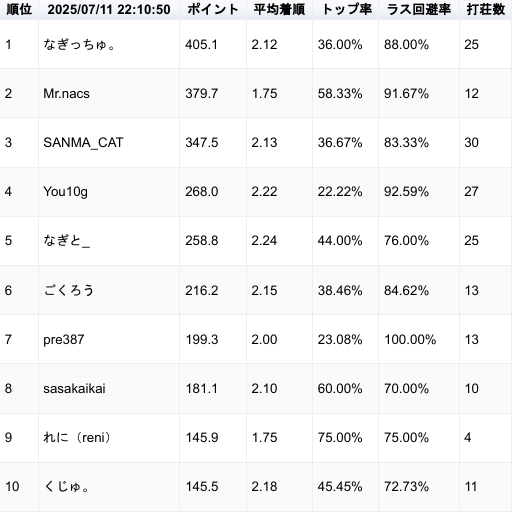 順位 2025/07/11 22:10:50 ポイント 平均着順 トップ率 ラス回避率 打荘数
1 なぎっちゅ。 405.1 2.12 36.00% 88.00% 25
2 Mr.nacs 379.7 1.75 58.33% 91.67% 12
3 SANMA_CAT 347.5 2.13 36.67% 83.33% 30
4 You10g 268.0 2.22 22.22% 92.59% 27
5 なぎと_ 258.8 2.24 44.00% 76.00% 25
6 ごくろう 216.2 2.15 38.46% 84.62% 13
7 pre387 199.3 2.00 23.08% 100.00% 13
8 sasakaikai 181.1 2.10 60.00% 70.00% 10
9 れに（reni） 145.9 1.75 75.00% 75.00% 4
10 くじゅ。 145.5 2.18 45.45% 72.73% 11